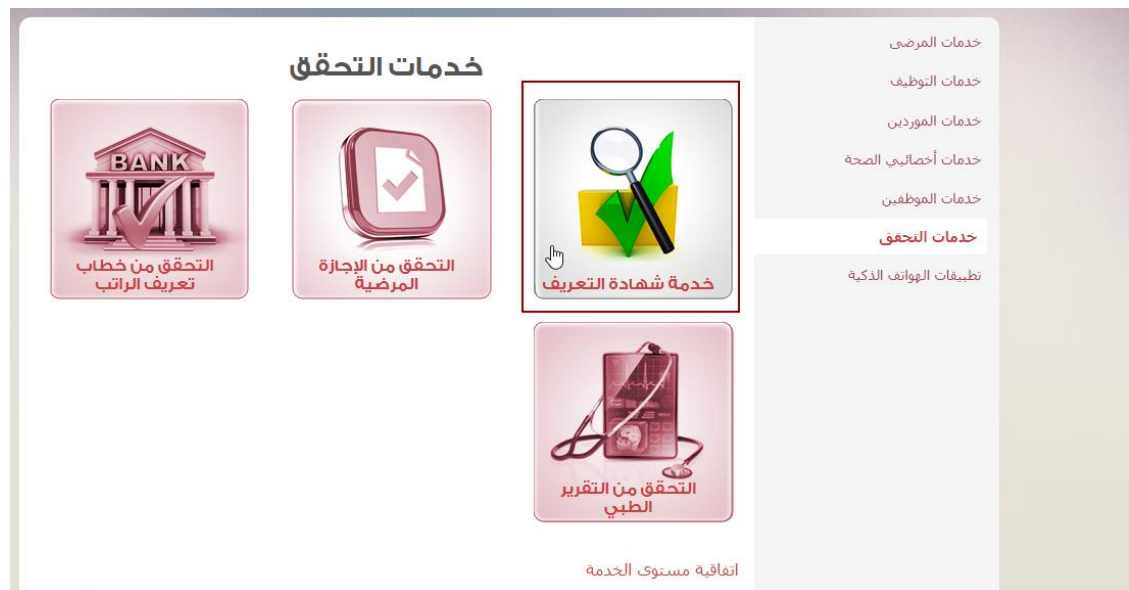 خدمات المرضى
خدمات التوظيف
خدمات الموردين
خدمات أخصائيي الصحة
خدمات الموظفين
خدمات التحقق
تطبيقات الهواتف الذكية
خدمات التحقق
خدمة شهادة التعريف
التحقق من الإجازة
المرضية
BANK
التحقق من خطاب
تعريف الراتب
التحقق من التقرير
الطبي
اتفاقية مستوى الخدمة